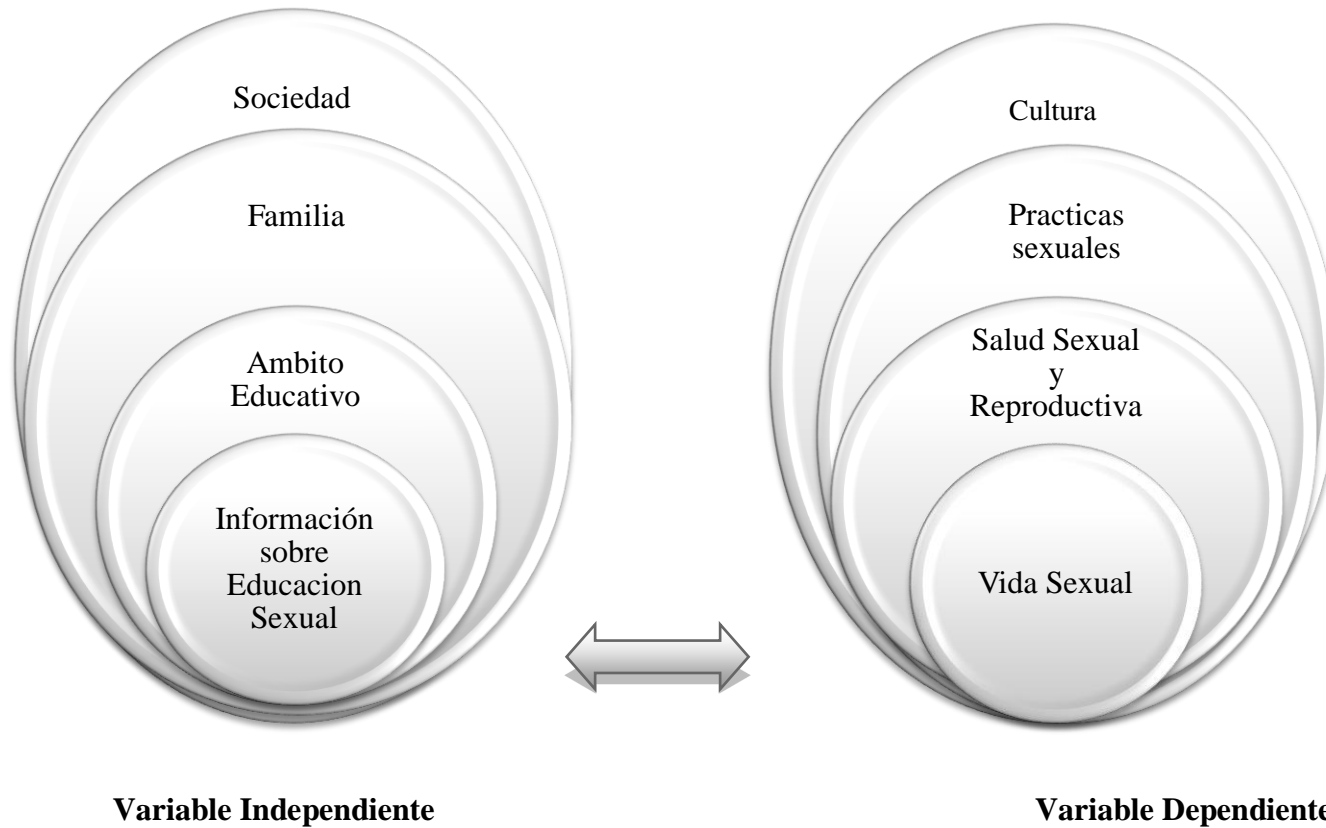 Sociedad
Familia
Ambito
Educativo
Información
sobre
Educacion
Sexual
Cultura
Practicas
sexuales
Salud Sexual
y
Reproductiva
Vida Sexual
Variable Independiente
Variable Dependiente